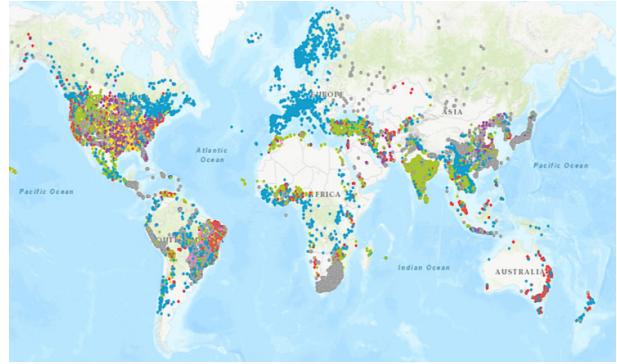 EUROPE
ASIA
Atlantic
Ocean
Pacific Ocean
Pacific Ocean
AFRICA
Indian Ocean
AUSTRALIA